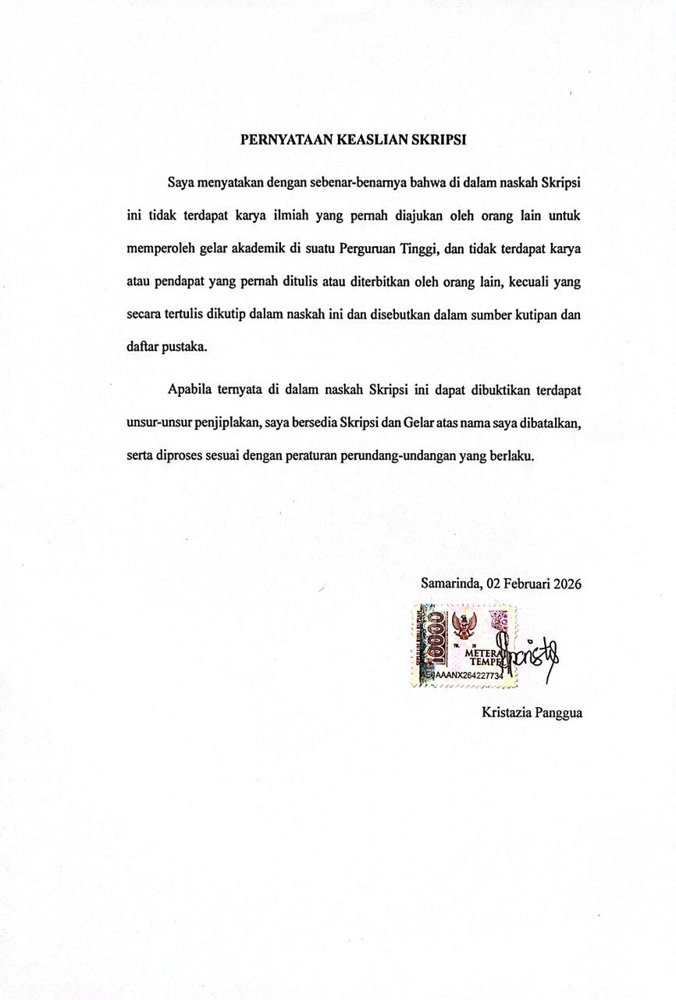 PERNYATAAN KEASLIAN SKRIPSI
Saya menyatakan dengan sebenar-benarnya bahwa di dalam naskah Skripsi
ini tidak terdapat karya ilmiah yang pernah diajukan oleh orang lain untuk
memperoleh gelar akademik di suatu Perguruan Tinggi, dan tidak terdapat karya
atau pendapat yang pernah ditulis atau diterbitkan oleh orang lain, kecuali yang
secara tertulis dikutip dalam naskah ini dan disebutkan dalam sumber kutipan dan
daftar pustaka.
Apabila ternyata di dalam naskah Skripsi ini dapat dibuktikan terdapat
unsur-unsur penjiplakan, saya bersedia Skripsi dan Gelar atas nama saya dibatalkan,
serta diproses sesuai dengan peraturan perundang-undangan yang berlaku.
Samarinda, 02 Februari 2026
10000
TGL. 20
METERAI
TEMPEL
AAANX264227734
Kristazia Panggua